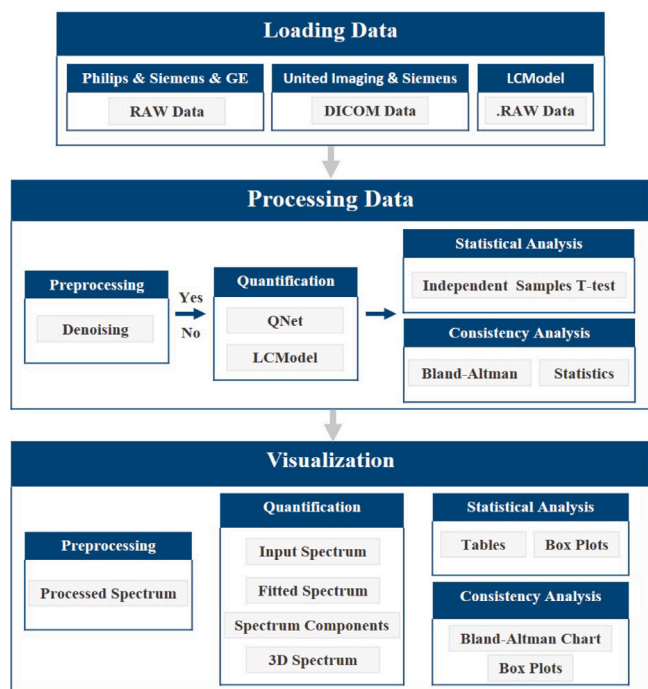 Loading Data
Philips & Siemens & GE
RAW Data
United Imaging & Siemens
DICOM Data
LCModel
.RAW Data
Processing Data
Preprocessing
Denoising
Yes
No
Quantification
QNet
LCModel
Statistical Analysis
Independent Samples T-test
Consistency Analysis
Bland-Altman
Statistics
Visualization
Preprocessing
Processed Spectrum
Quantification
Input Spectrum
Fitted Spectrum
Spectrum Components
3D Spectrum
Statistical Analysis
Tables
Box Plots
Consistency Analysis
Bland-Altman Chart
Box Plots